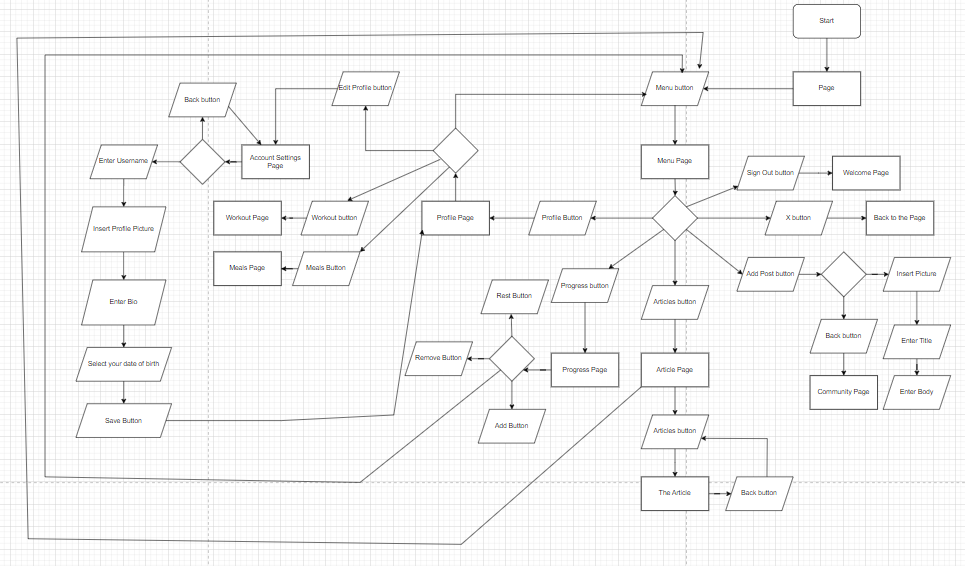 Start
Page
Menu button
Edit Profile button
Back button
Enter Username
Account Settings
Page
Menu Page
Sign Out button
Welcome Page
Workout Page
Workout button
Profile Page
Profile Button
X button
Back to the Page
Insert Profile Picture
Meals Page
Meals Button
Progress button
Add Post button
Insert Picture
Enter Bio
Rest Button
Articles button
Back button
Enter Title
Select your date of birth
Remove Button
Progress Page
Article Page
Community Page
Enter Body
Save Button
Add Button
Articles button
The Article
Back button